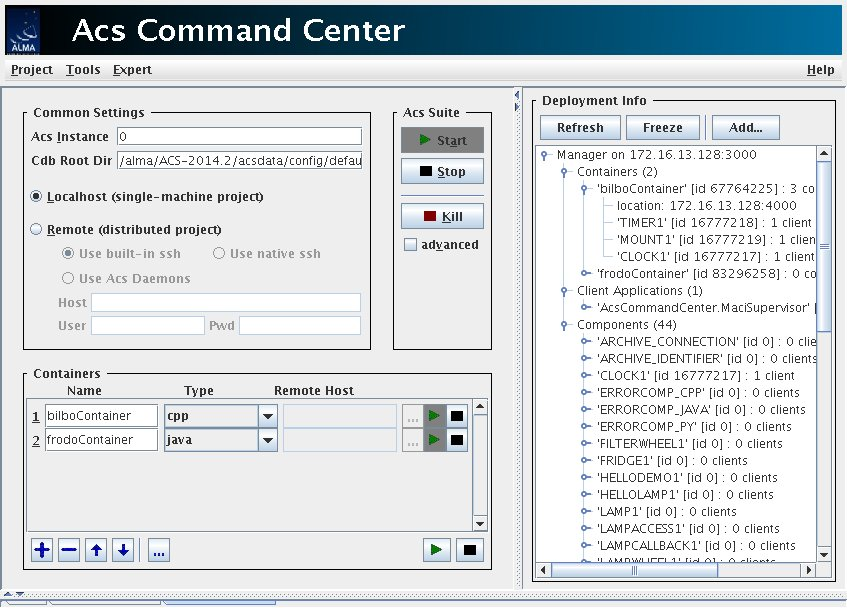 ALMA
Acs Command Center
Project Tools Expert Help
Common Settings
Acs Instance 0
Cdb Root Dir /alma/ACS-2014.2/acsdata/config/defau
Localhost (single-machine project)
Remote (distributed project)
Use built-in ssh Use native ssh
Use Acs Daemons
Host
User Pwd
Acs Suite
Start
Stop
Kill
advanced
Containers
Name Type Remote Host
1 bilboContainer cpp ...
2 frodoContainer java ...
...
Deployment Info
Refresh Freeze Add...
Manager on 172.16.13.128:3000
Containers (2)
'bilboContainer' [id 67764225] : 3 co
location: 172.16.13.128:4000
'TIMER1' [id 16777218] : 1 client
'MOUNT1' [id 16777219] : 1 clien
'CLOCK1' [id 16777217] : 1 client
'frodoContainer' [id 83296258] : 0 co
Client Applications (1)
'AcsCommandCenter.MaciSupervisor' [
Components (44)
'ARCHIVE_CONNECTION' [id 0] : 0 clie
'ARCHIVE_IDENTIFIER' [id 0] : 0 clients
'CLOCK1' [id 16777217] : 1 client
'ERRORCOMP_CPP' [id 0] : 0 clients
'ERRORCOMP_JAVA' [id 0] : 0 clients
'ERRORCOMP_PY' [id 0] : 0 clients
'FILTERWHEEL1' [id 0] : 0 clients
'FRIDGE1' [id 0] : 0 clients
'HELLODEMO1' [id 0] : 0 clients
'HELLOLAMP1' [id 0] : 0 clients
'LAMP1' [id 0] : 0 clients
'LAMPACCESS1' [id 0] : 0 clients
'LAMPCALLBACK1' [id 0] : 0 clients
'LAMPWHEEL1' [id 0] : 0 clients